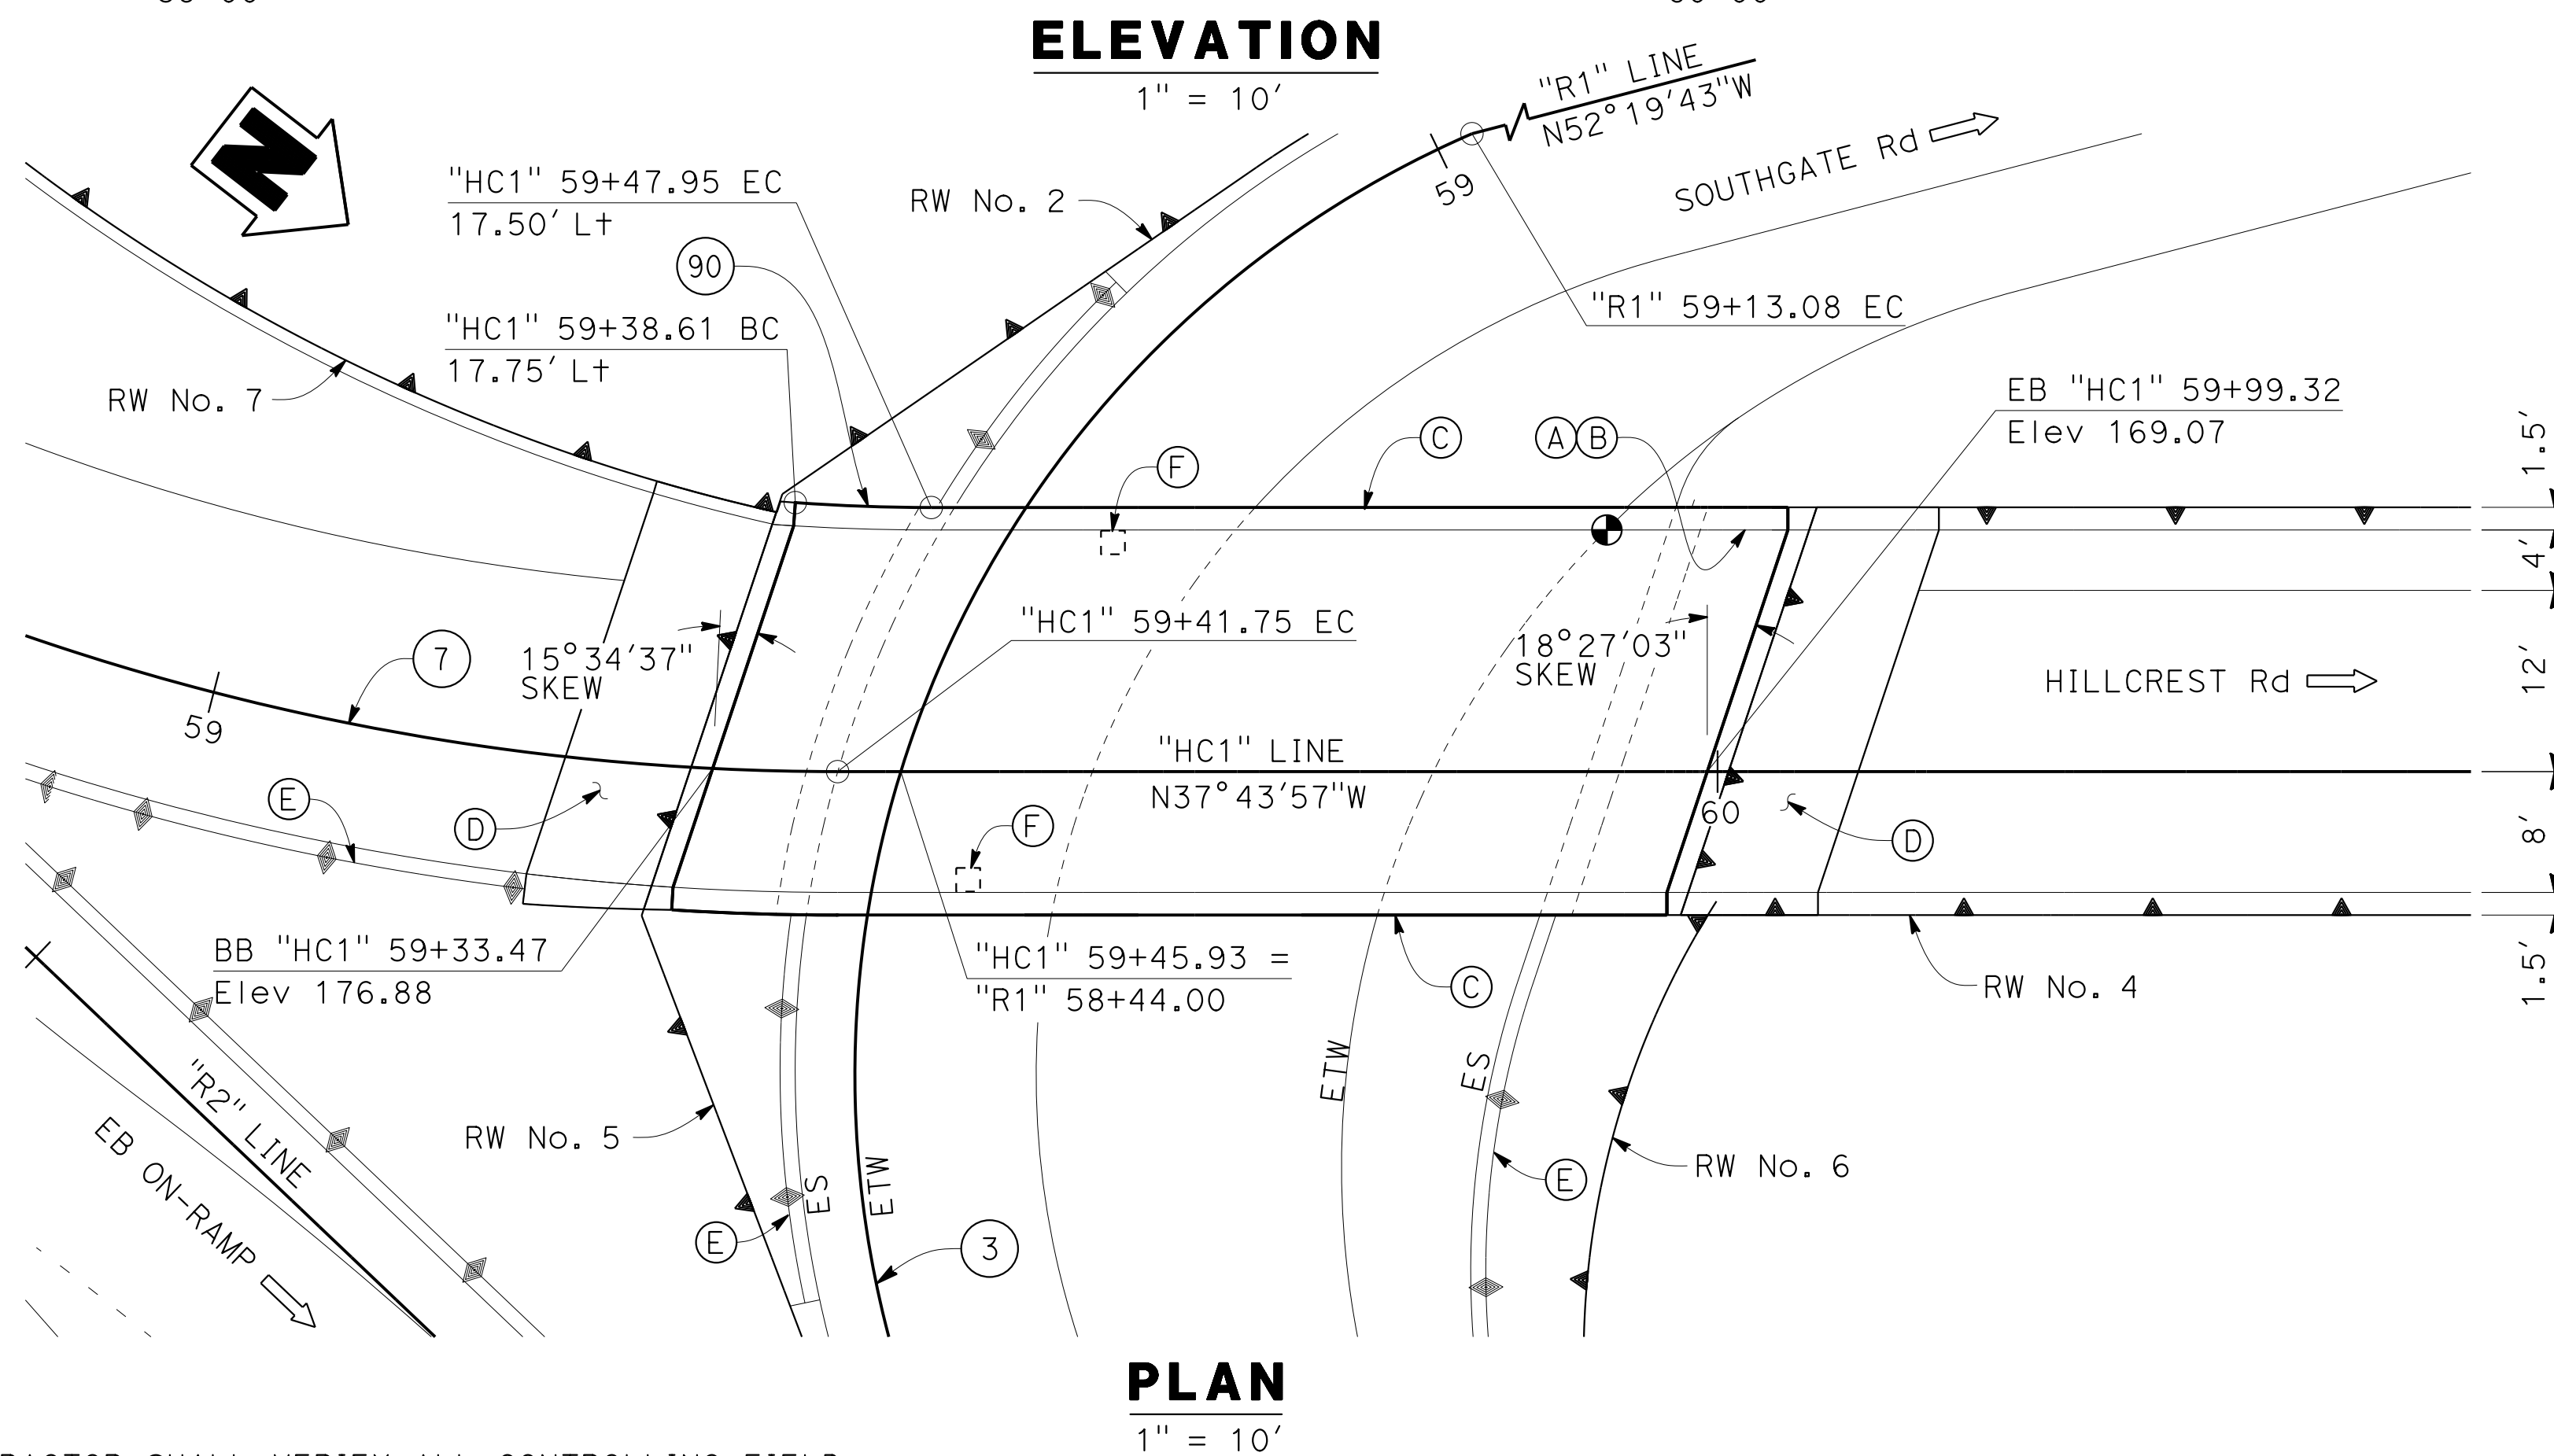 ELEVATION
1" = 10'
"R1" LINE
N52°19'43"W
N
SOUTHGATE Rd
"HC1" 59+47.95 EC
17.50' Lt
RW No. 2
59
90
"R1" 59+13.08 EC
"HC1" 59+38.61 BC
17.75' Lt
RW No. 7
EB "HC1" 59+99.32
Elev 169.07
C
A B
F
1.5'
4'
12'
8'
1.5'
"HC1" 59+41.75 EC
15°34'37"
SKEW
18°27'03"
SKEW
7
HILLCREST Rd
59
"HC1" LINE
N37°43'57"W
60
E
D
F
D
BB "HC1" 59+33.47
Elev 176.88
"HC1" 59+45.93 =
"R1" 58+44.00
C
RW No. 4
"R2" LINE
EB ON-RAMP
RW No. 5
ETW
ES
RW No. 6
E
ES
ETW
E
3
PLAN
1" = 10'
SHALL VERIFY ALL CONTROLLING FIELD